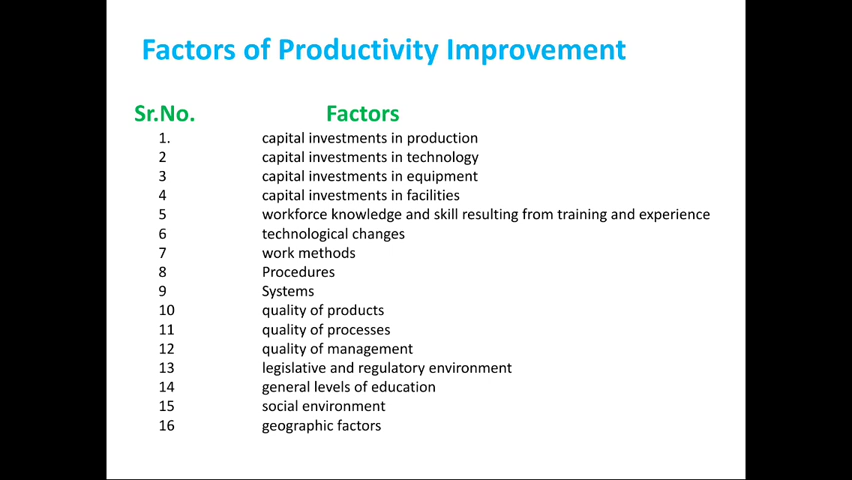 Factors of Productivity Improvement
Sr.No. Factors
1. capital investments in production
2 capital investments in technology
3 capital investments in equipment
4 capital investments in facilities
5 workforce knowledge and skill resulting from training and experience
6 technological changes
7 work methods
8 Procedures
9 Systems
10 quality of products
11 quality of processes
12 quality of management
13 legislative and regulatory environment
14 general levels of education
15 social environment
16 geographic factors